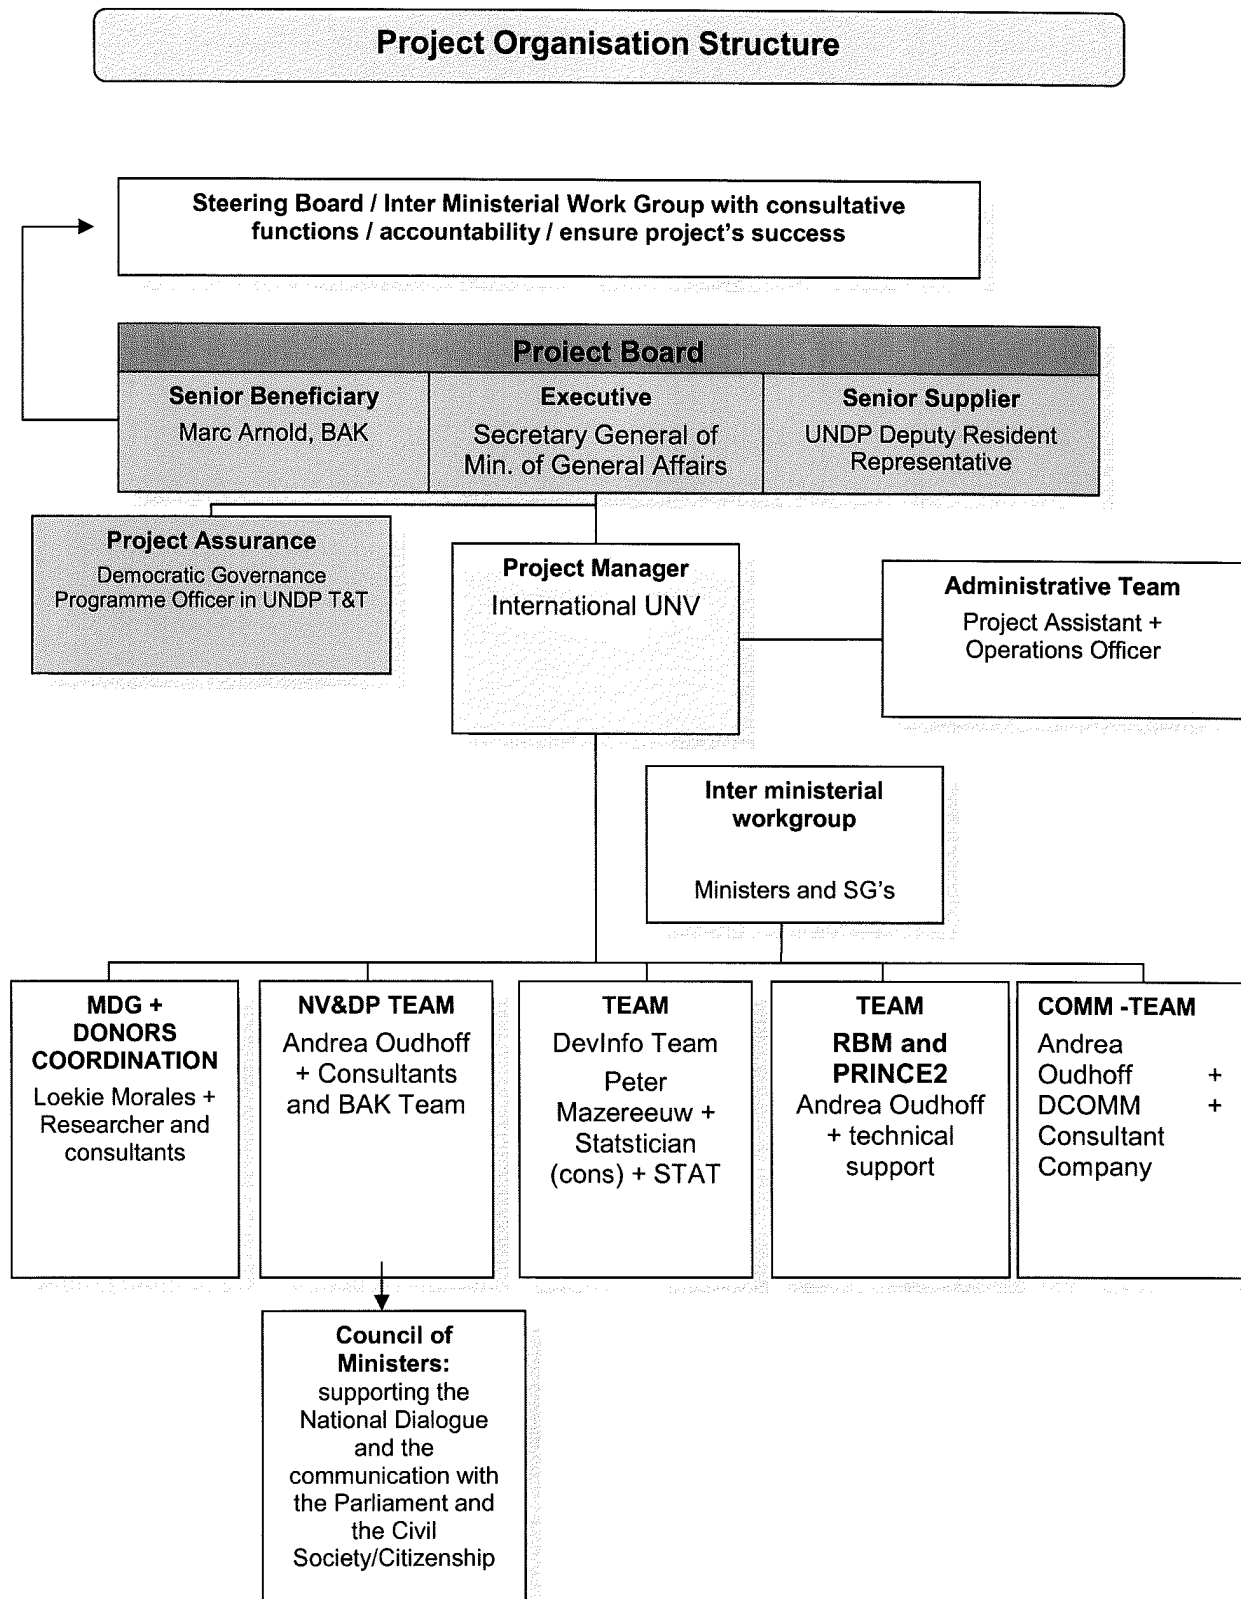 Project Organisation Structure
Steering Board / Inter Ministerial Work Group with consultative
functions / accountability / ensure project's success
Project Board
Senior Beneficiary
Marc Arnold, BAK
Executive
Secretary General of
Min. of General Affairs
Senior Supplier
UNDP Deputy Resident
Representative
Project Assurance
Democratic Governance
Programme Officer in UNDP T&T
Project Manager
International UNV
Administrative Team
Project Assistant +
Operations Officer
Inter ministerial
workgroup
Ministers and SG's
MDG +
DONORS
COORDINATION
Loekie Morales +
Researcher and
consultants
NV&DP TEAM
Andrea Oudhoff
+ Consultants
and BAK Team
TEAM
DevInfo Team
Peter
Mazereeuw +
Statstician
(cons) + STAT
TEAM
RBM and
PRINCE2
Andrea Oudhoff
+ technical
support
COMM -TEAM
Andrea
Oudhoff +
DCOMM +
Consultant
Company
Council of
Ministers:
supporting the
National Dialogue
and the
communication with
the Parliament and
the Civil
Society/Citizenship